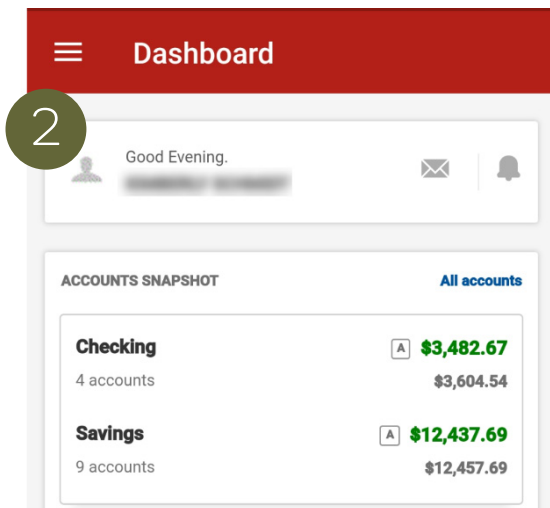 Dashboard
2
Good Evening.
ACCOUNTS SNAPSHOT All accounts
Checking A $3,482.67
4 accounts $3,604.54
Savings A $12,437.69
9 accounts $12,457.69